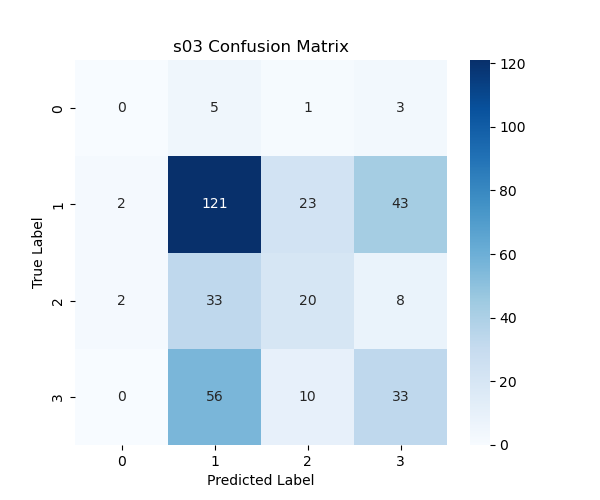 s03 Confusion Matrix
True Label
0 0 5 1 3
1 2 121 23 43
2 2 33 20 8
3 0 56 10 33
0 1 2 3
Predicted Label
120
100
80
60
40
20
0